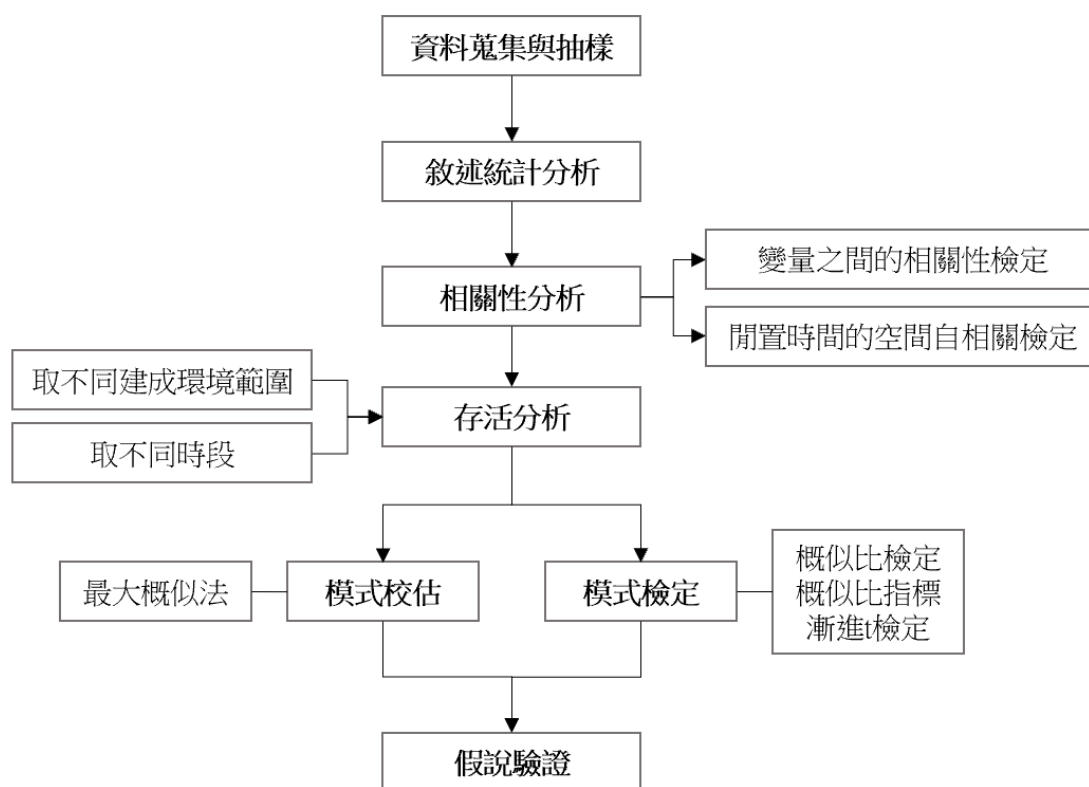 資料蒐集與抽樣
敘述統計分析
相關性分析
變量之間的相關性檢定
閒置時間的空間自相關檢定
取不同建成環境範圍
取不同時段
存活分析
最大概似法
模式校估
模式檢定
概似比檢定
概似比指標
漸進t檢定
假說驗證